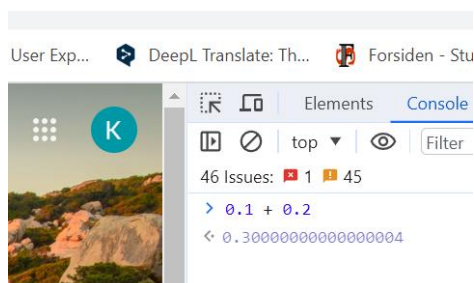 User Exp... DeepL Translate: Th... Forsiden - Stu
K
Elements Console
top Filter
46 Issues: 1 45
> 0.1 + 0.2
0.30000000000000004